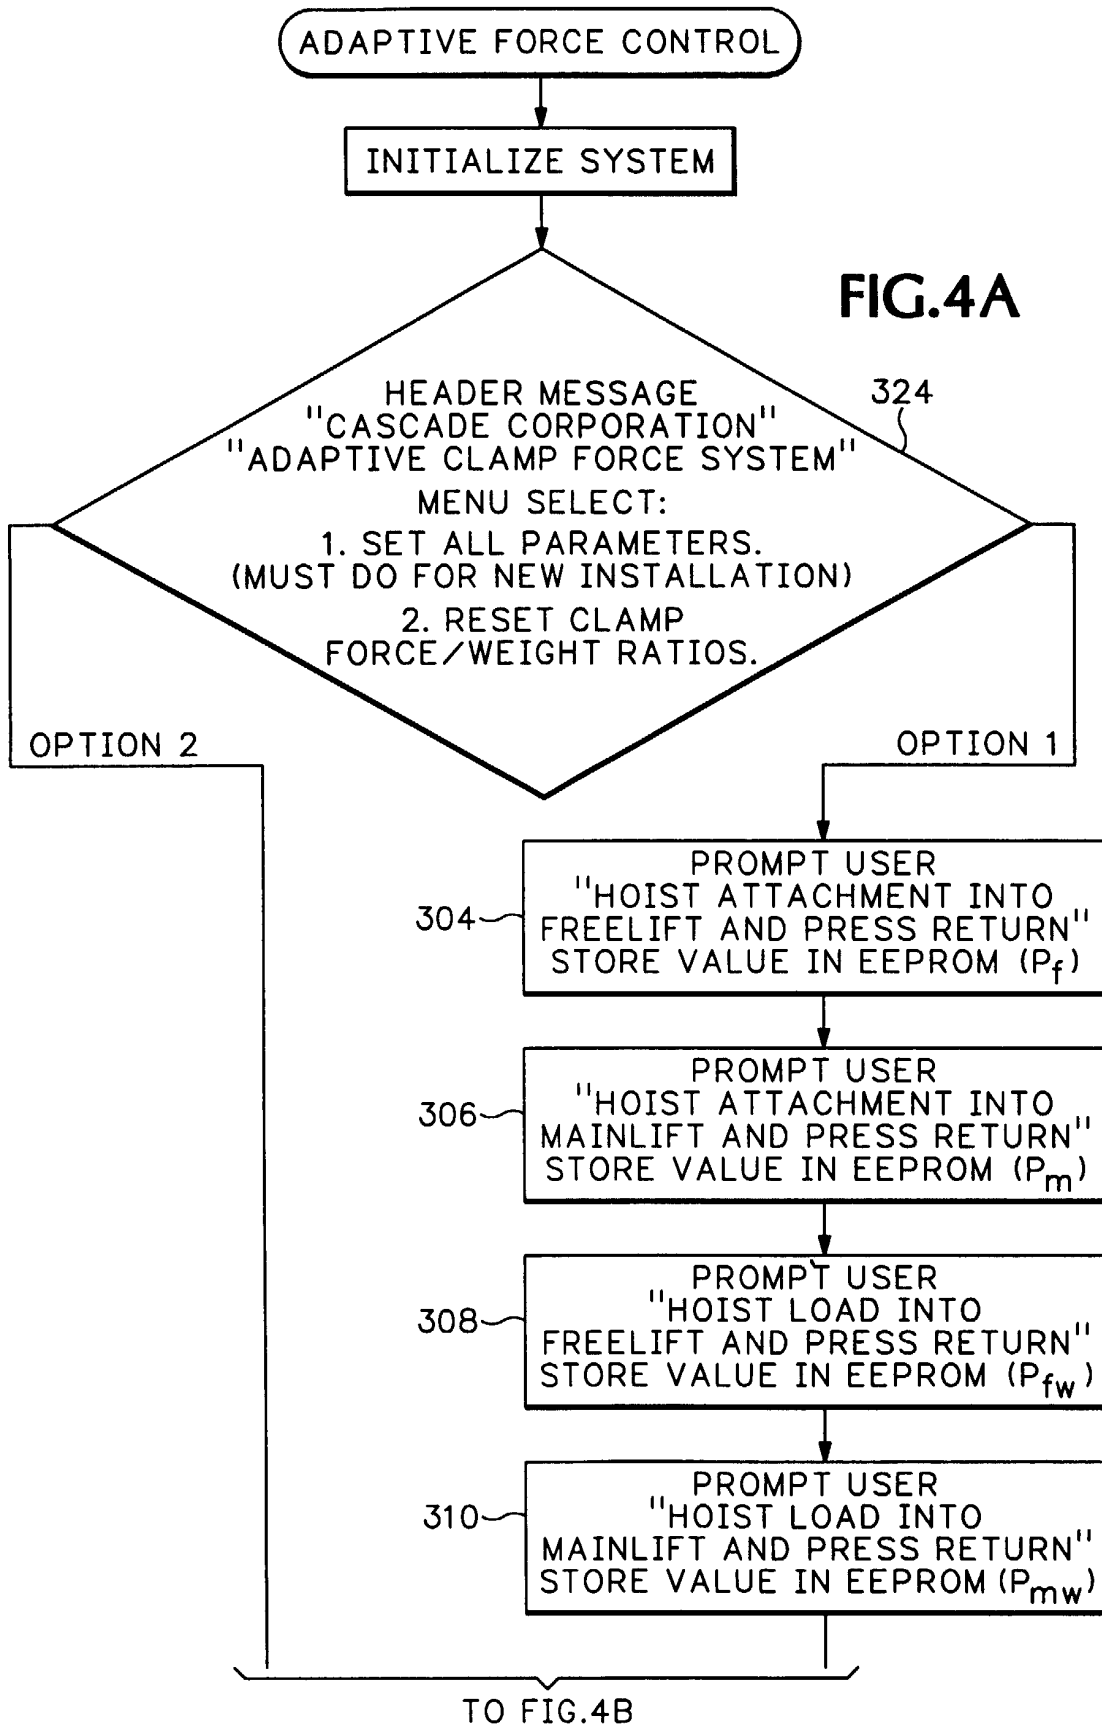 ADAPTIVE FORCE CONTROL
INITIALIZE SYSTEM
FIG.4A
324
HEADER MESSAGE
"CASCADE CORPORATION"
"ADAPTIVE CLAMP FORCE SYSTEM"
MENU SELECT:
1. SET ALL PARAMETERS.
(MUST DO FOR NEW INSTALLATION)
2. RESET CLAMP
FORCE/WEIGHT RATIOS.
OPTION 2
OPTION 1
304
PROMPT USER
"HOIST ATTACHMENT INTO
FREELIFT AND PRESS RETURN"
STORE VALUE IN EEPROM (Pf)
306
PROMPT USER
"HOIST ATTACHMENT INTO
MAINLIFT AND PRESS RETURN"
STORE VALUE IN EEPROM (Pm)
308
PROMPT USER
"HOIST LOAD INTO
FREELIFT AND PRESS RETURN"
STORE VALUE IN EEPROM (Pfw)
310
PROMPT USER
"HOIST LOAD INTO
MAINLIFT AND PRESS RETURN"
STORE VALUE IN EEPROM (Pmw)
TO FIG.4B